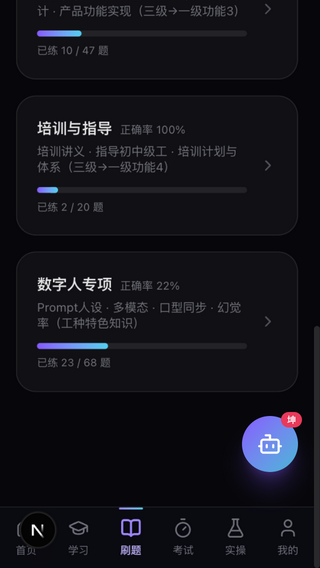 计 · 产品功能实现（三级→一级功能3）
已练 10 / 47 题
培训与指导 正确率 100%
培训讲义 · 指导初中级工 · 培训计划与
体系（三级→一级功能4）
已练 2 / 20 题
数字人专项 正确率 22%
Prompt人设 · 多模态 · 口型同步 · 幻觉
率（工种特色知识）
已练 23 / 68 题
坤
N
首页 学习 刷题 考试 实操 我的